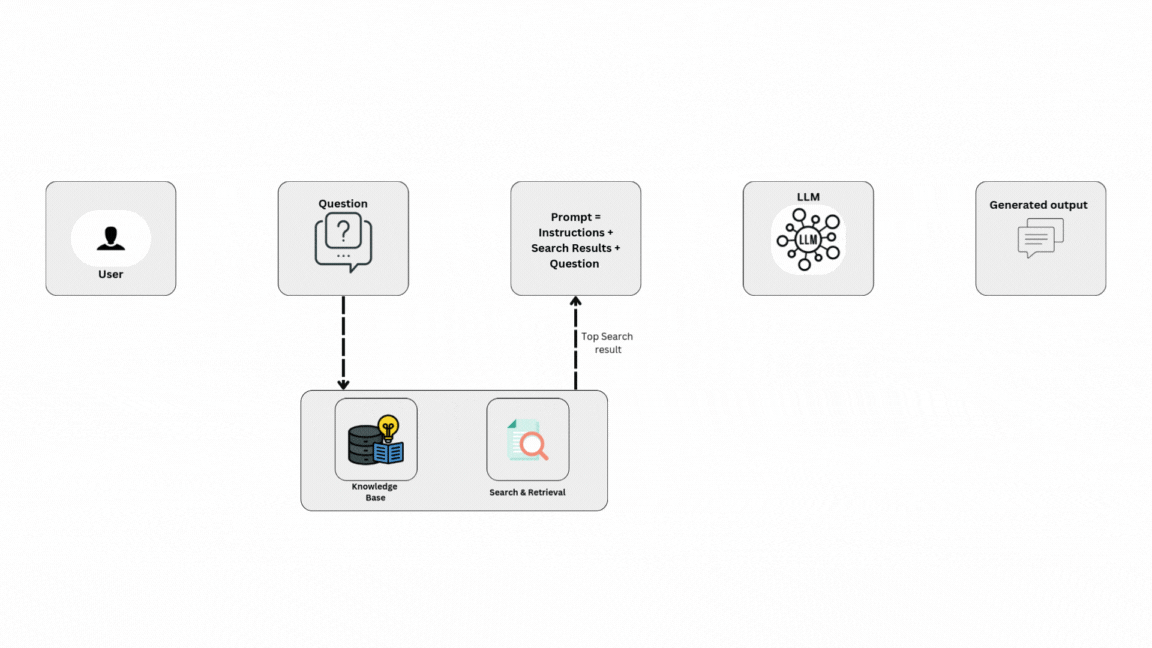 User
Question
?
Prompt =
Instructions +
Search Results +
Question
LLM
LLM
Generated output
Top Search
result
Knowledge
Base
Search & Retrieval